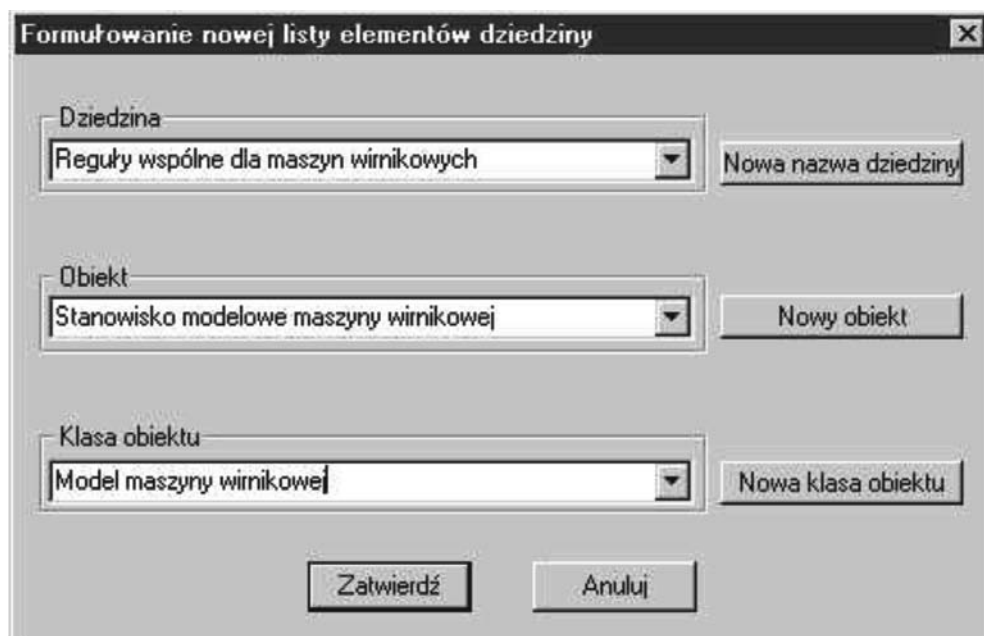 Formułowanie nowej listy elementów dziedziny
Dziedzina
Reguły wspólne dla maszyn wirnikowych
Nowa nazwa dziedziny
Obiekt
Stanowisko modelowe maszyny wirnikowej
Nowy obiekt
Klasa obiektu
Model maszyny wirnikowej
Nowa klasa obiektu
Zatwierdź
Anuluj